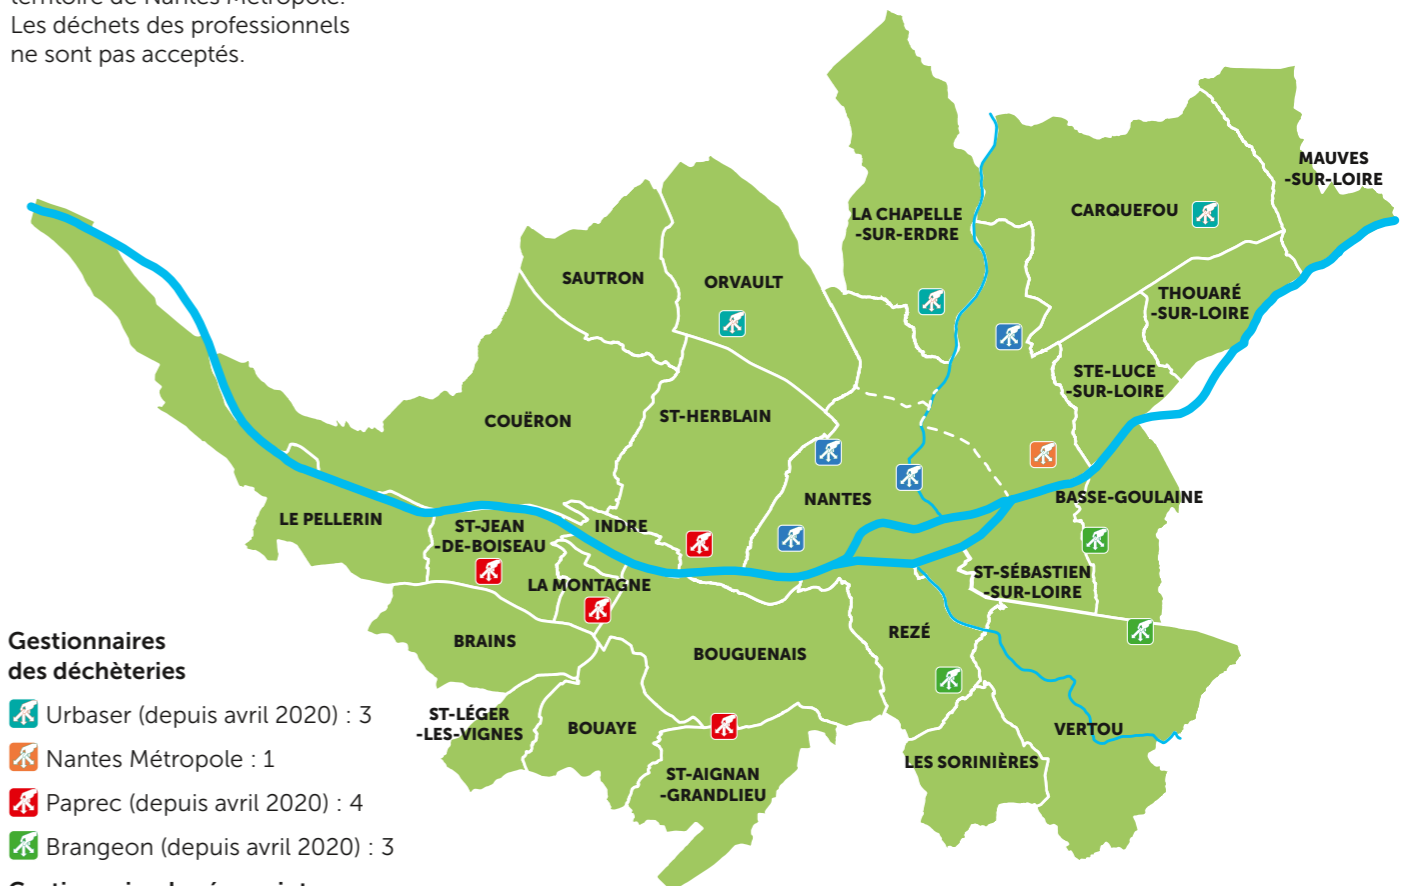 territoire de Nantes Métropole.
Les déchets des professionnels
ne sont pas acceptés.
MAUVES
-SUR-LOIRE
LA CHAPELLE
-SUR-ERDRE
CARQUEFOU
SAUTRON
ORVAULT
THOUARÉ
-SUR-LOIRE
STE-LUCE
-SUR-LOIRE
COUËRON
ST-HERBLAIN
NANTES
BASSE-GOULAINE
LE PELLERIN
ST-JEAN
-DE-BOISEAU
INDRE
LA MONTAGNE
ST-SÉBASTIEN
-SUR-LOIRE
BRAINS
BOUGUENAIS
REZÉ
ST-LÉGER
-LES-VIGNES
BOUAYE
VERTOU
ST-AIGNAN
-GRANDLIEU
LES SORINIÈRES
Gestionnaires
des déchèteries
Urbaser (depuis avril 2020) : 3
Nantes Métropole : 1
Paprec (depuis avril 2020) : 4
Brangeon (depuis avril 2020) : 3